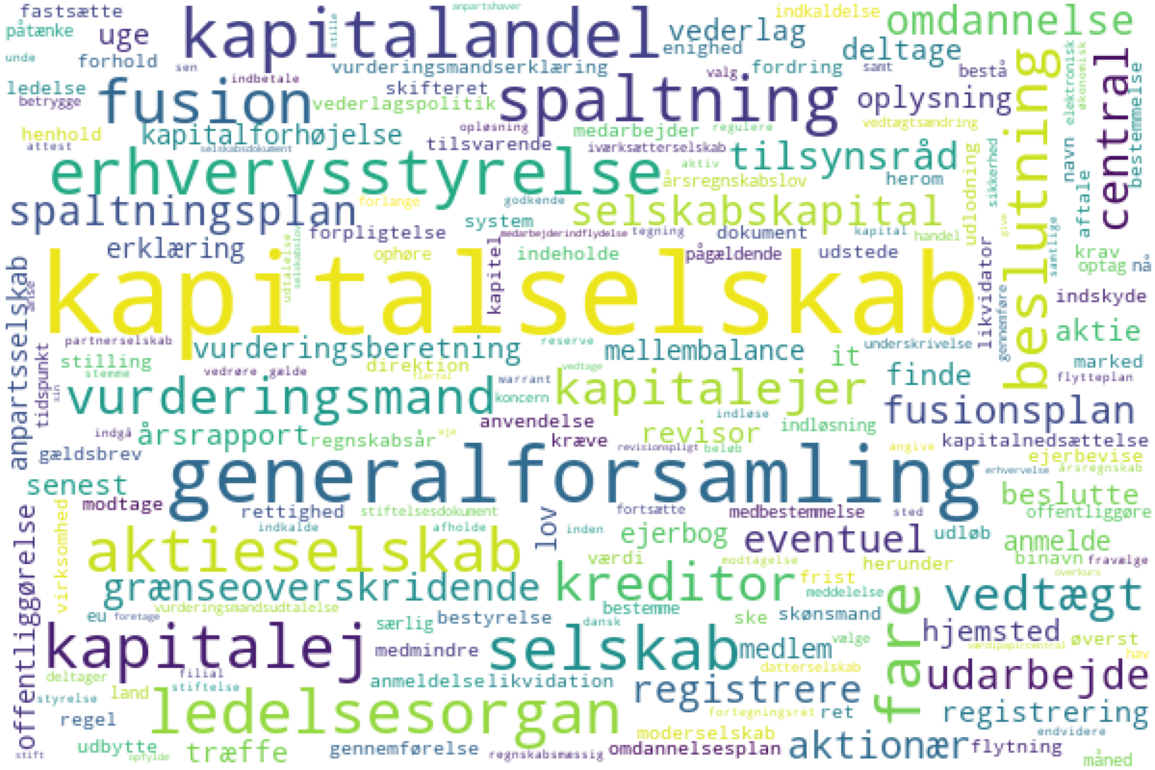 fastsætte
påtænke
uge
kapitalandel
vederlag
indkaldelse
omdannelse
anpartshaver
stille
unde
forhold
sen
indbetale
vurderingsmandserklæring
enighed
deltage
valg
fordring
samt
bestå
ledelse
betrygge
fusion
vederlagspolitik
skifteret
spaltning
oplysning
beslutning
elektronisk
økonomisk
central
bestemmelse
henhold
attest
kapitalforhøjelse
selskabsdokument
opløsning
tilsvarende
medarbejder
regulere
iværksætterselskab
vedtægtsændring
erhvervsstyrelse
aktiv
tilsynsråd
årsregnskabslov
herom
udlodning
sikkerhed
navn
aftale
spaltningsplan
forlange
godkende
system
selskabskapital
give
samtlige
erklæring
forpligtelse
medarbejderindflydelse
tegning
dokument
kapital
handel
udtalelse
selskabslov
ophøre
kapitel
indeholde
pågældende
udstede
likvidator
gennemføre
krav
optag
nå
anpartsselskab
anse
kapitalselskab
indskyde
partnerselskab
vurderingsberetning
reserve
mellembalance
it
underskrivelse
aktie
tidspunkt
stilling
stemme
vedrøre
gælde
direktion
flertal
vedtage
finde
marked
flytteplan
sin
vurderingsmand
koncern
warrant
kapitalejer
fusionsplan
indgå
årsrapport
regnskabsår
eje
anvendelse
kræve
indløse
indløsning
revisor
revisionspligt
beløb
angive
kapitalnedsættelse
gældsbrev
ejerbevise
generalforsamling
erhvervelse
årsregnskab
senest
modtage
rettighed
stiftelsesdokument
fortsætte
medbestemmelse
sted
beslutte
offentliggøre
offentliggørelse
virksomhed
indkalde
afholde
lov
inden
ejerbog
eventuel
udløb
anmelde
aktieselskab
værdi
modtagelse
herunder
binavn
fravælge
grænseoverskridende
kreditor
frist
meddelelse
overkurs
vurderingsmandsudtalelse
eu
foretage
bestyrelse
særlig
bestemme
dansk
ske
skønsmand
fare
vedtægt
kapitalej
medmindre
selskab
medlem
vælge
hjemsted
øverst
værdipapircentral
hav
deltager
filial
datterselskab
udarbejde
styrelse
land
stiftelse
anmeldelse
likvidation
registrere
regel
ledelsesorgan
fortegningsret
ret
registrering
moderselskab
endvidere
stift
udbytte
opfylde
træffe
gennemførelse
regnskabsmæssig
omdannelsesplan
aktionær
flytning
måned